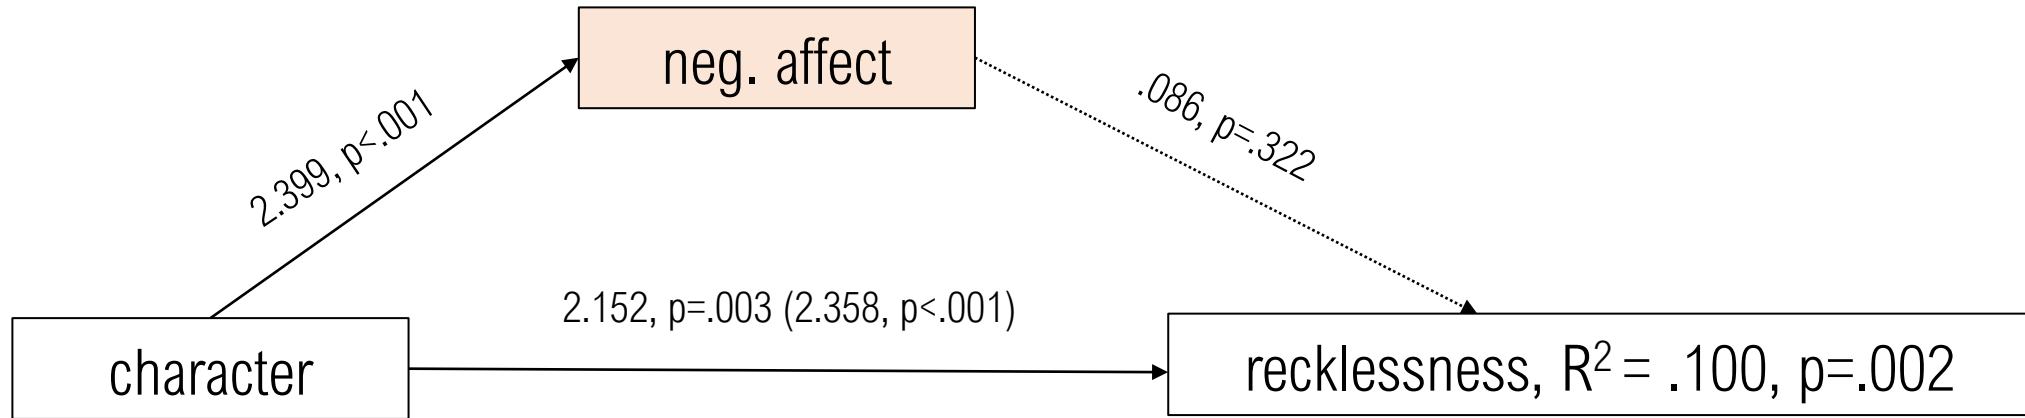 neg. affect
2.399, p<.001
.086, p=.322
2.152, p=.003 (2.358, p<.001)
character
recklessness, R² = .100, p=.002